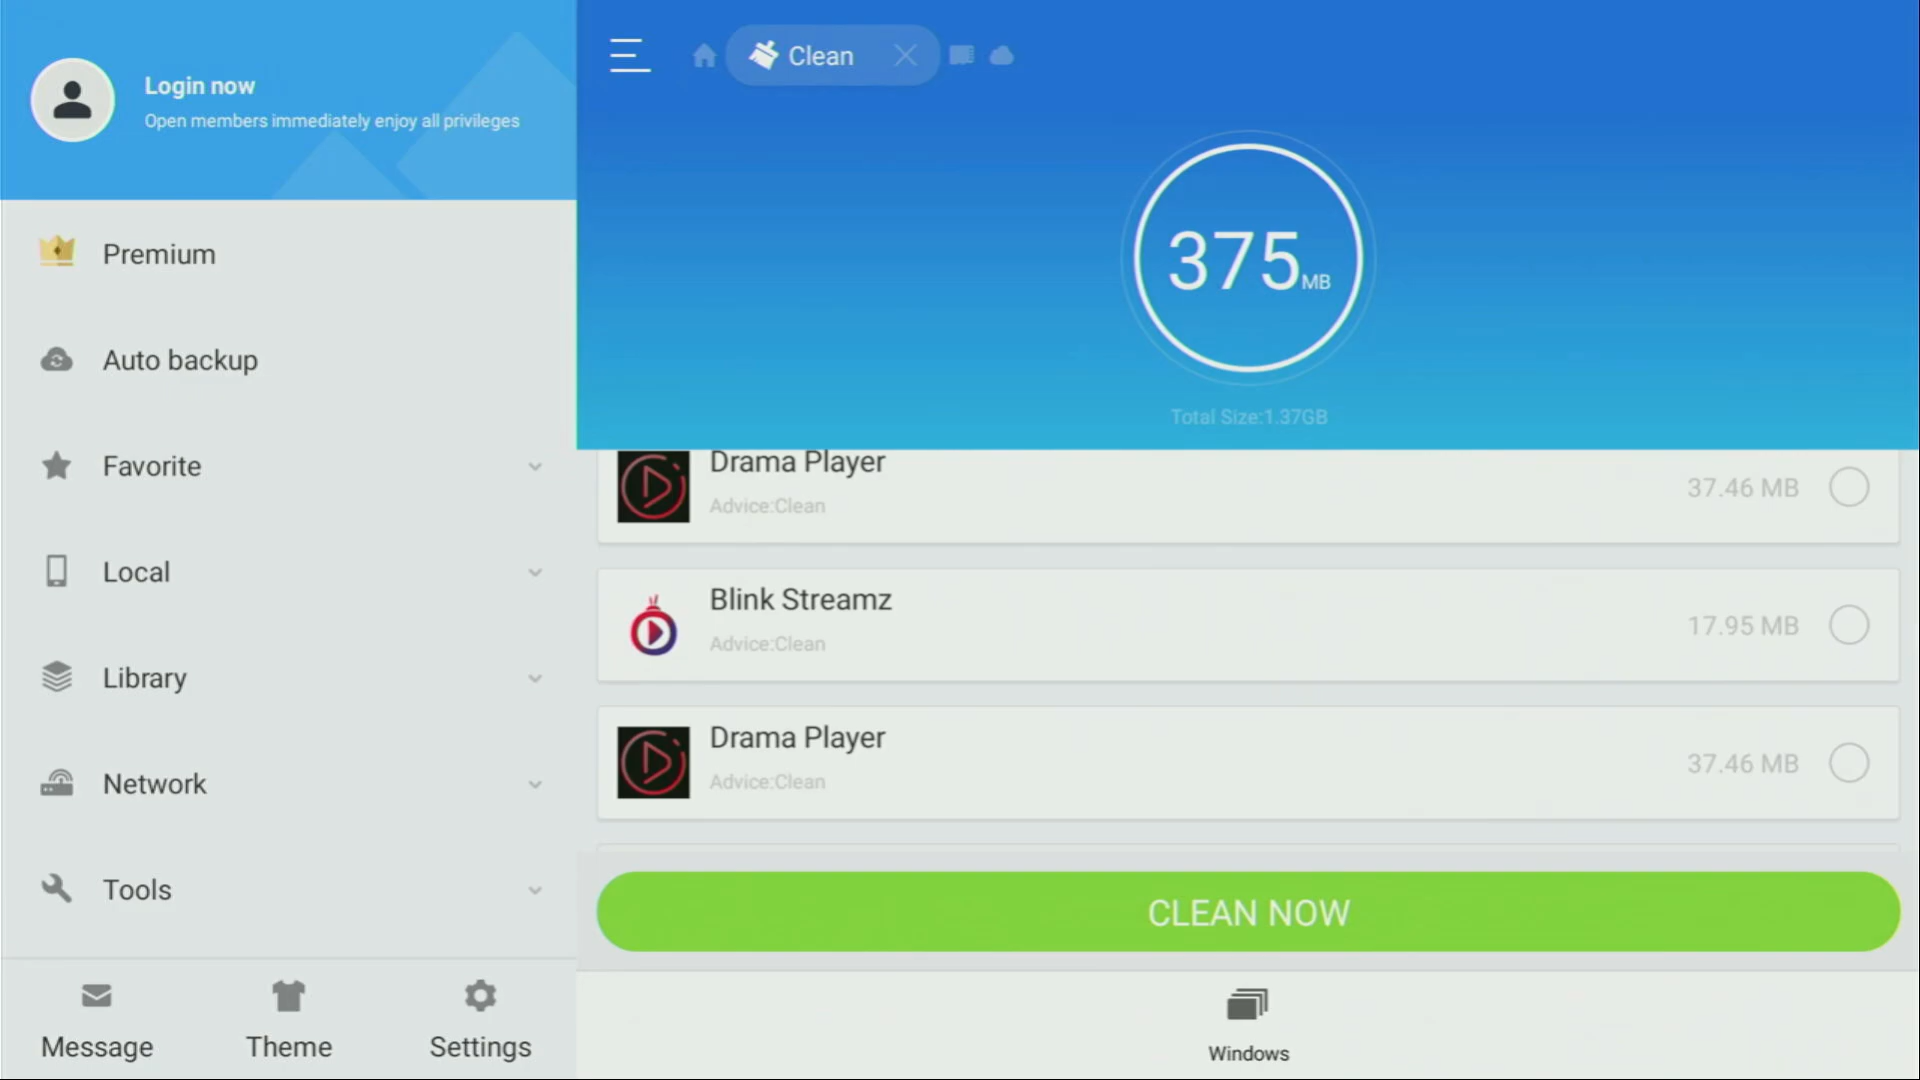 Login now
Open members immediately enjoy all privileges
Premium
Auto backup
Favorite
Local
Library
Network
Tools
Message
Theme
Settings
Clean
375MB
Total Size:1.37GB
Drama Player
Advice:Clean
37.46 MB
Blink Streamz
Advice:Clean
17.95 MB
Drama Player
Advice:Clean
37.46 MB
CLEAN NOW
Windows